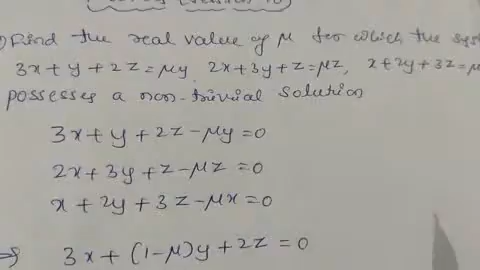 Find the real value of μ for which the
3x + y + 2z = μy, 2x + 3y + z = μz, x + 2y + 3z = μ
possesses a non-trivial solution
3x + y + 2z - μy = 0
2x + 3y + z - μz = 0
x + 2y + 3z - μx = 0
⇒ 3x + (1-μ)y + 2z = 0